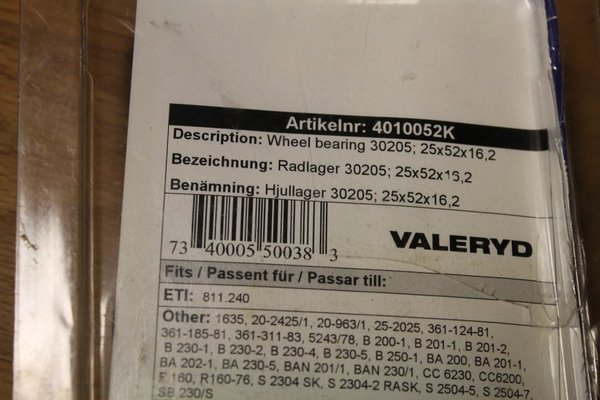 Artikelnr: 4010052K
Description: Wheel bearing 30205; 25x52x16,2
Bezeichnung: Radlager 30205; 25x52x16,2
Benämning: Hjullager 30205; 25x52x16,2
73 40005 50038 3
VALERYD
Fits / Passent für / Passar till:
ETI: 811.240
Other: 1635, 20-2425/1, 20-963/1, 25-2025, 361-124-81,
361-185-81, 361-311-83, 5243/78, B 200-1, B 201-1, B 201-2,
B 230-1, B 230-2, B 230-4, B 230-5, B 250-1, BA 200, BA 201-1,
BA 202-1, BA 230-5, BAN 201/1, BAN 230/1, CC 6230, CC6200,
160, R160-76, S 2304 SK, S 2304-2 RASK, S 2504-5, S 2504-7,
SB 230/S